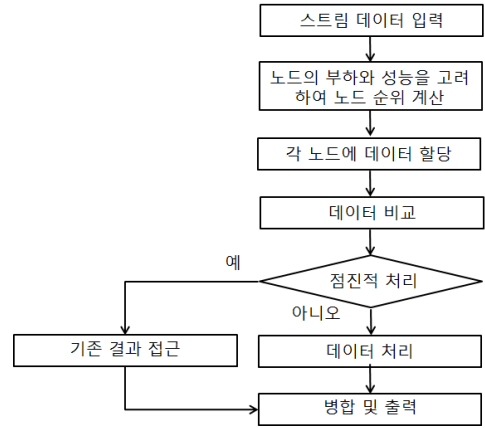 스트림 데이터 입력
노드의 부하와 성능을 고려
하여 노드 순위 계산
각 노드에 데이터 할당
데이터 비교
점진적 처리
예
아니오
기존 결과 접근
데이터 처리
병합 및 출력